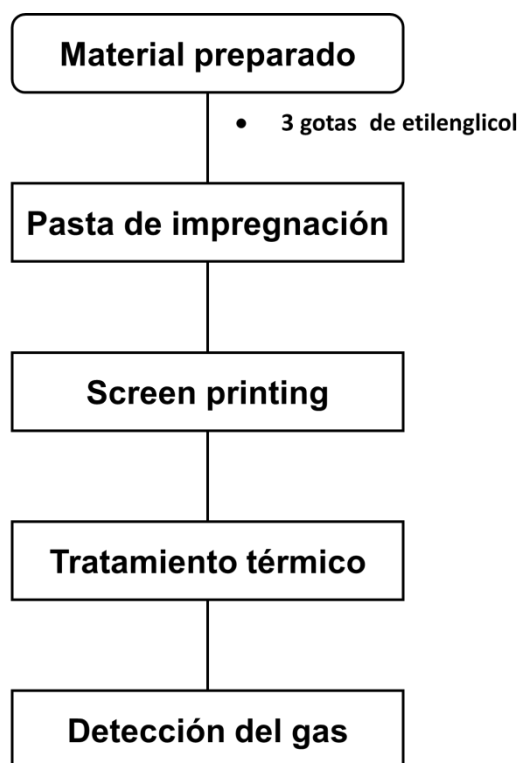 Material preparado
• 3 gotas de etilenglicol
Pasta de impregnación
Screen printing
Tratamiento térmico
Detección del gas